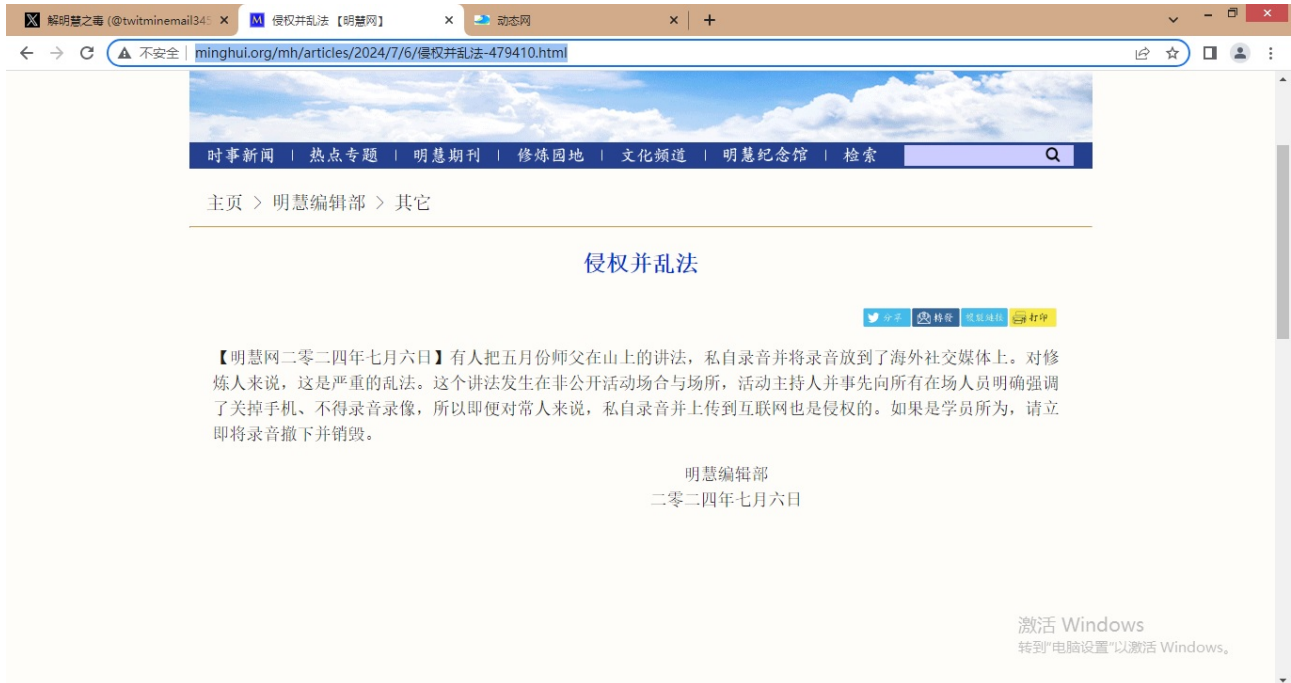 解明慧之毒 (@twitminemail345
侵权并乱法 【明慧网】
动态网
不安全 | minghui.org/mh/articles/2024/7/6/侵权并乱法-479410.html
时事新闻 | 热点专题 | 明慧期刊 | 修炼园地 | 文化频道 | 明慧纪念馆 | 检索
主页 > 明慧编辑部 > 其它
侵权并乱法
分享 转发 打印
【明慧网二零二四年七月六日】有人把五月份师父在山上的讲法，私自录音并将录音放到了海外社交媒体上。对修
炼人来说，这是严重的乱法。这个讲法发生在非公开活动场合与场所，活动主持人并事先向所有在场人员明确强调
了关掉手机、不得录音录像，所以即便对常人来说，私自录音并上传到互联网也是侵权的。如果是学员所为，请立
即将录音撤下并销毁。
明慧编辑部
二零二四年七月六日
激活 Windows
转到"电脑设置"以激活 Windows。